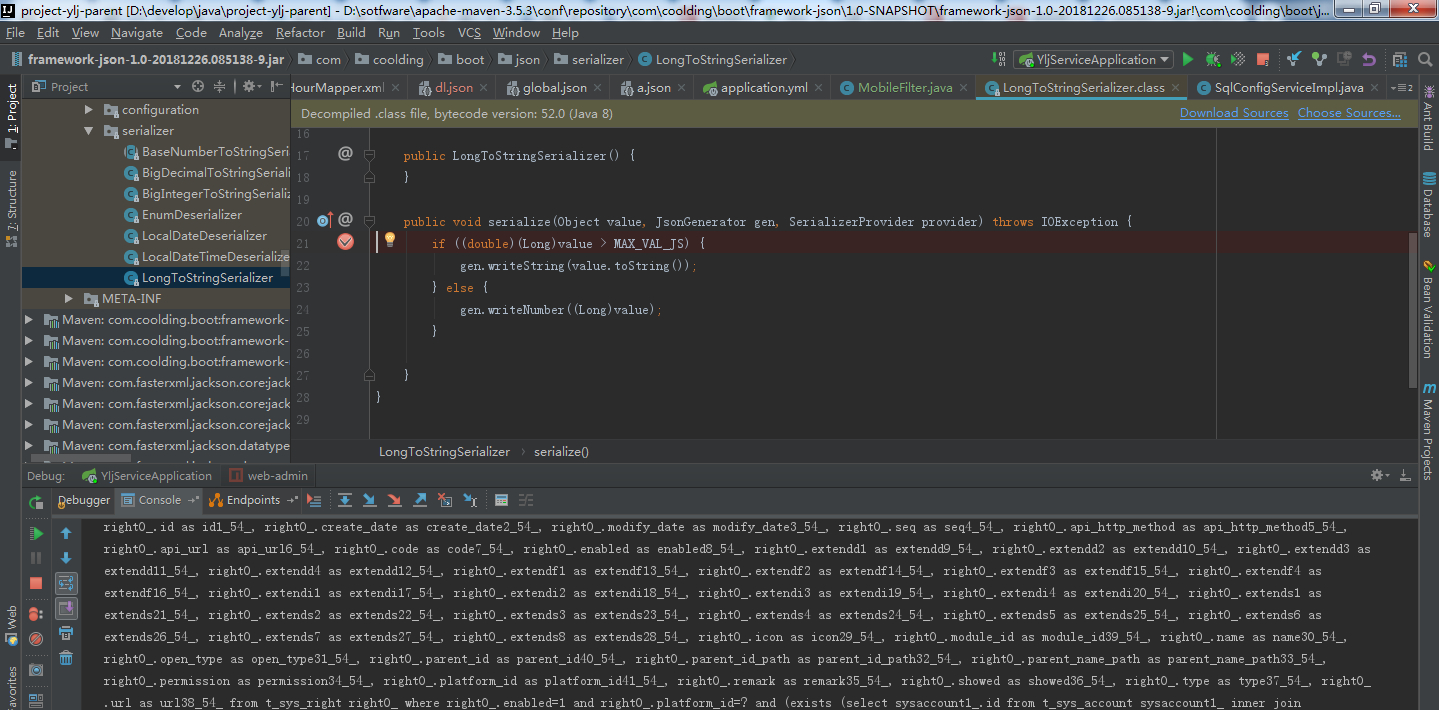 project-ylj-parent [D:\develop\java\project-ylj-parent] - D:\sotfware\apache-maven-3.5.3\conf\repository\com\coolding\boot\framework-json\1.0-SNAPSHOT\framework-json-1.0-20181226.085138-9.jar!\com\coolding\boot\j...
File Edit View Navigate Code Analyze Refactor Build Run Tools VCS Window Help
framework-json-1.0-20181226.085138-9.jar com coolding boot json serializer LongToStringSerializer YljServiceApplication
Project HourMapper.xml dl.json global.json a.json application.yml MobileFilter.java LongToStringSerializer.class SqlConfigServiceImpl.java 2
1: Project
7: Structure
Web
avorites
configuration
serializer
BaseNumberToStringSeri
BigDecimalToStringSeriali
BigIntegerToStringSerializ
EnumDeserializer
LocalDateDeserializer
LocalDateTimeDeserialize
LongToStringSerializer
META-INF
Maven: com.coolding.boot:framework-
Maven: com.coolding.boot:framework-
Maven: com.coolding.boot:framework-
Maven: com.fasterxml.jackson.core:jack
Maven: com.fasterxml.jackson.core:jack
Maven: com.fasterxml.jackson.core:jack
Maven: com.fasterxml.jackson.datatype
Decompiled .class file, bytecode version: 52.0 (Java 8) Download Sources Choose Sources...
16
17 @ public LongToStringSerializer() {
18 }
19
20 @ public void serialize(Object value, JsonGenerator gen, SerializerProvider provider) throws IOException {
21 if ((double)(Long)value > MAX_VAL_JS) {
22 gen.writeString(value.toString());
23 } else {
24 gen.writeNumber((Long)value);
25 }
26
27 }
28 }
29
LongToStringSerializer › serialize()
Ant Build
Database
Bean Validation
Maven Projects
Debug: YljServiceApplication web-admin
Debugger Console Endpoints
right0_.id as id1_54_, right0_.create_date as create_date2_54_, right0_.modify_date as modify_date3_54_, right0_.seq as seq4_54_, right0_.api_http_method as api_http_method5_54_,
right0_.api_url as api_url6_54_, right0_.code as code7_54_, right0_.enabled as enabled8_54_, right0_.extendd1 as extendd9_54_, right0_.extendd2 as extendd10_54_, right0_.extendd3 as
extendd11_54_, right0_.extendd4 as extendd12_54_, right0_.extendf1 as extendf13_54_, right0_.extendf2 as extendf14_54_, right0_.extendf3 as extendf15_54_, right0_.extendf4 as
extendf16_54_, right0_.extendi1 as extendi17_54_, right0_.extendi2 as extendi18_54_, right0_.extendi3 as extendi19_54_, right0_.extendi4 as extendi20_54_, right0_.extends1 as
extends21_54_, right0_.extends2 as extends22_54_, right0_.extends3 as extends23_54_, right0_.extends4 as extends24_54_, right0_.extends5 as extends25_54_, right0_.extends6 as
extends26_54_, right0_.extends7 as extends27_54_, right0_.extends8 as extends28_54_, right0_.icon as icon29_54_, right0_.module_id as module_id39_54_, right0_.name as name30_54_,
right0_.open_type as open_type31_54_, right0_.parent_id as parent_id40_54_, right0_.parent_id_path as parent_id_path32_54_, right0_.parent_name_path as parent_name_path33_54_,
right0_.permission as permission34_54_, right0_.platform_id as platform_id41_54_, right0_.remark as remark35_54_, right0_.showed as showed36_54_, right0_.type as type37_54_, right0_
.url as url38_54_ from t_sys_right right0_ where right0_.enabled=1 and right0_.platform_id=? and (exists (select sysaccount1_.id from t_sys_account sysaccount1_ inner join